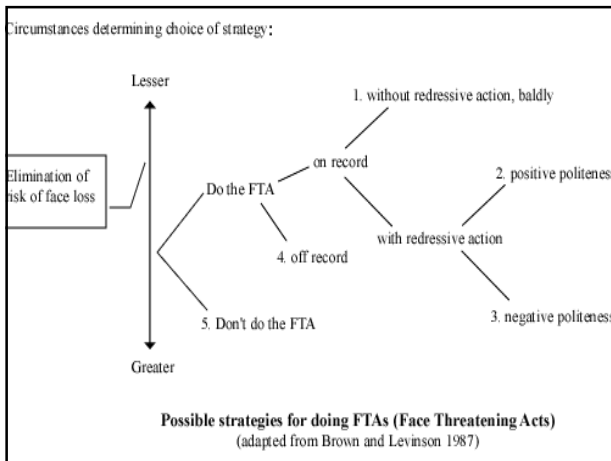 Circumstances determining choice of strategy:
Lesser
1. without redressive action, baldly
on record
Elimination of
risk of face loss
Do the FTA
2. positive politeness
with redressive action
4. off record
5. Don't do the FTA
3. negative politeness
Greater
Possible strategies for doing FTAs (Face Threatening Acts)
(adapted from Brown and Levinson 1987)